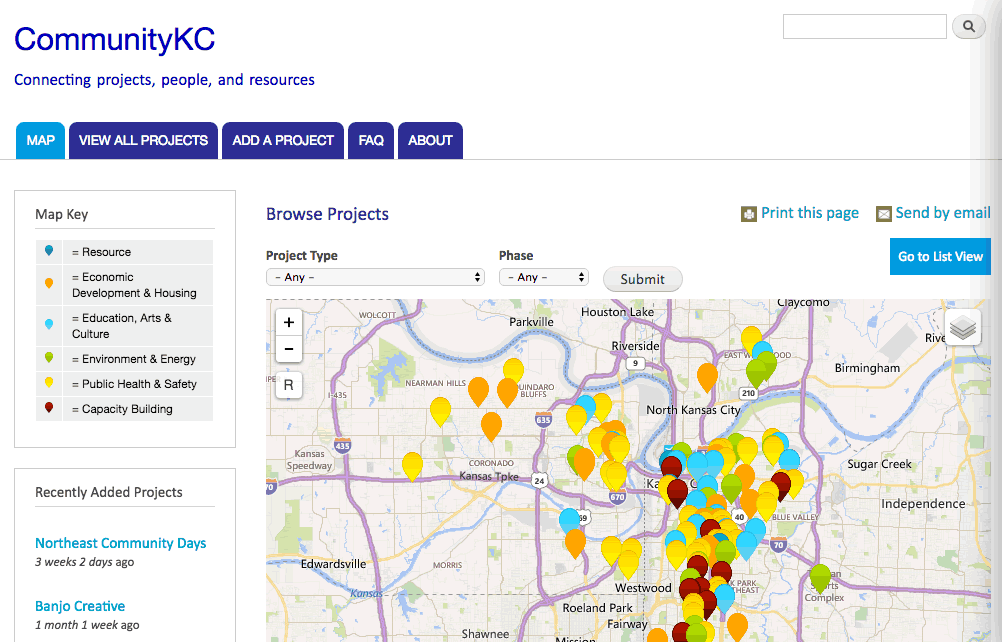 CommunityKC
Connecting projects, people, and resources
MAP
VIEW ALL PROJECTS
ADD A PROJECT
FAQ
ABOUT
Map Key
= Resource
= Economic
Development & Housing
= Education, Arts &
Culture
= Environment & Energy
= Public Health & Safety
= Capacity Building
Recently Added Projects
Northeast Community Days
3 weeks 2 days ago
Banjo Creative
1 month 1 week ago
Browse Projects
Print this page
Send by email
Project Type
Phase
– Any –
– Any –
Submit
Go to List View
+
−
R
WOLCOTT
Parkville
Houston Lake
Claycomo
Riverside
9
Birmingham
NEARMAN HILLS
I-435
QUINDARO
BLUFFS
635
210
North Kansas City
435
Kansas
Speedway
CORONADO
Kansas Tpke
24
670
70
Sugar Creek
Independence
40
BLUE VALLEY
70
Edwardsville
MORRIS
Kansas
Westwood
Roeland Park
Fairway
Shawnee
Mission
Sports
Complex